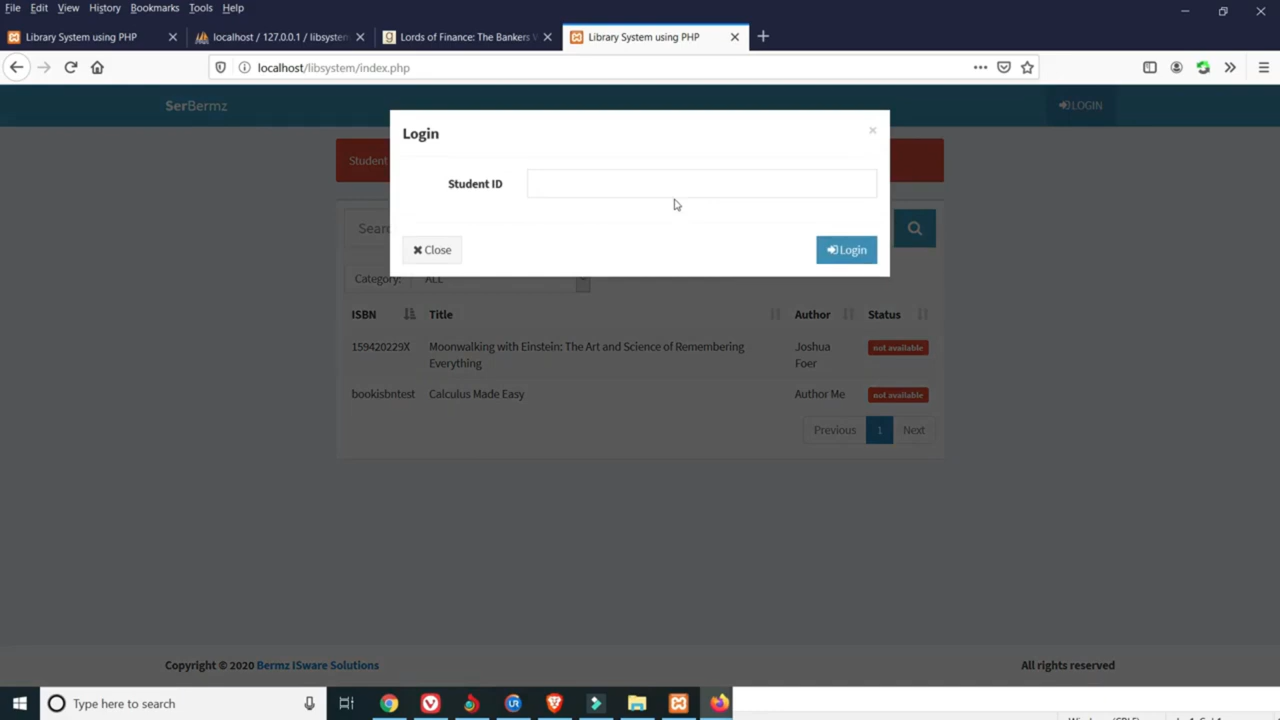 File Edit View History Bookmarks Tools Help
Library System using PHP localhost / 127.0.0.1 / libsystem Lords of Finance: The Bankers Library System using PHP
localhost/libsystem/index.php
SerBermz LOGIN
Login
Student
Student ID
Close Login
Category: ALL
ISBN Title Author Status
159420229X Moonwalking with Einstein: The Art and Science of Remembering Joshua not available
Everything Foer
bookisbntest Calculus Made Easy Author Me not available
Previous 1 Next
Copyright © 2020 Bermz ISware Solutions All rights reserved
Type here to search